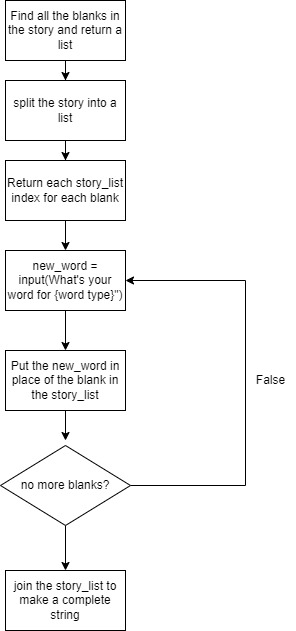 Find all the blanks in
the story and return a
list
split the story into a
list
Return each story_list
index for each blank
new_word =
input(What's your
word for {word type}")
Put the new_word in
place of the blank in
the story_list
False
no more blanks?
join the story_list to
make a complete
string